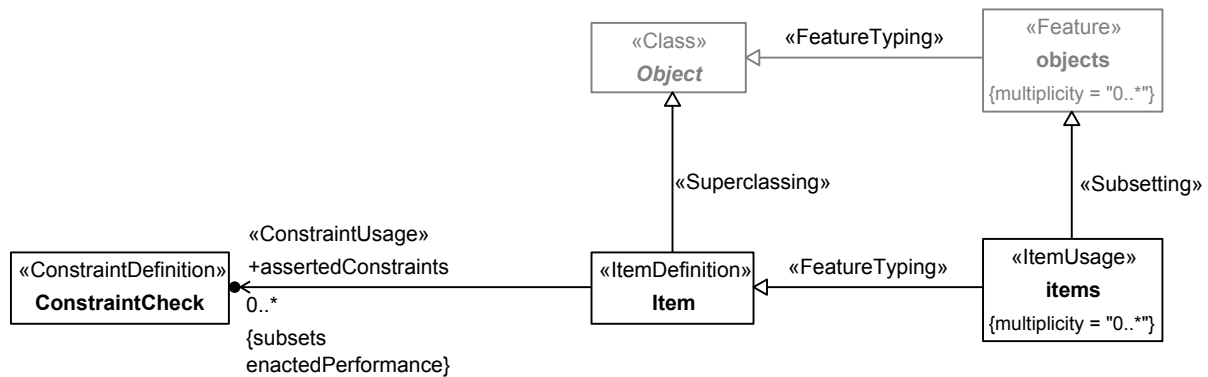 «Class»
Object
«FeatureTyping»
«Feature»
objects
{multiplicity = "0..*"}
«Superclassing»
«Subsetting»
«ConstraintDefinition»
ConstraintCheck
«ConstraintUsage»
+assertedConstraints
0..*
{subsets
enactedPerformance}
«ItemDefinition»
Item
«FeatureTyping»
«ItemUsage»
items
{multiplicity = "0..*"}